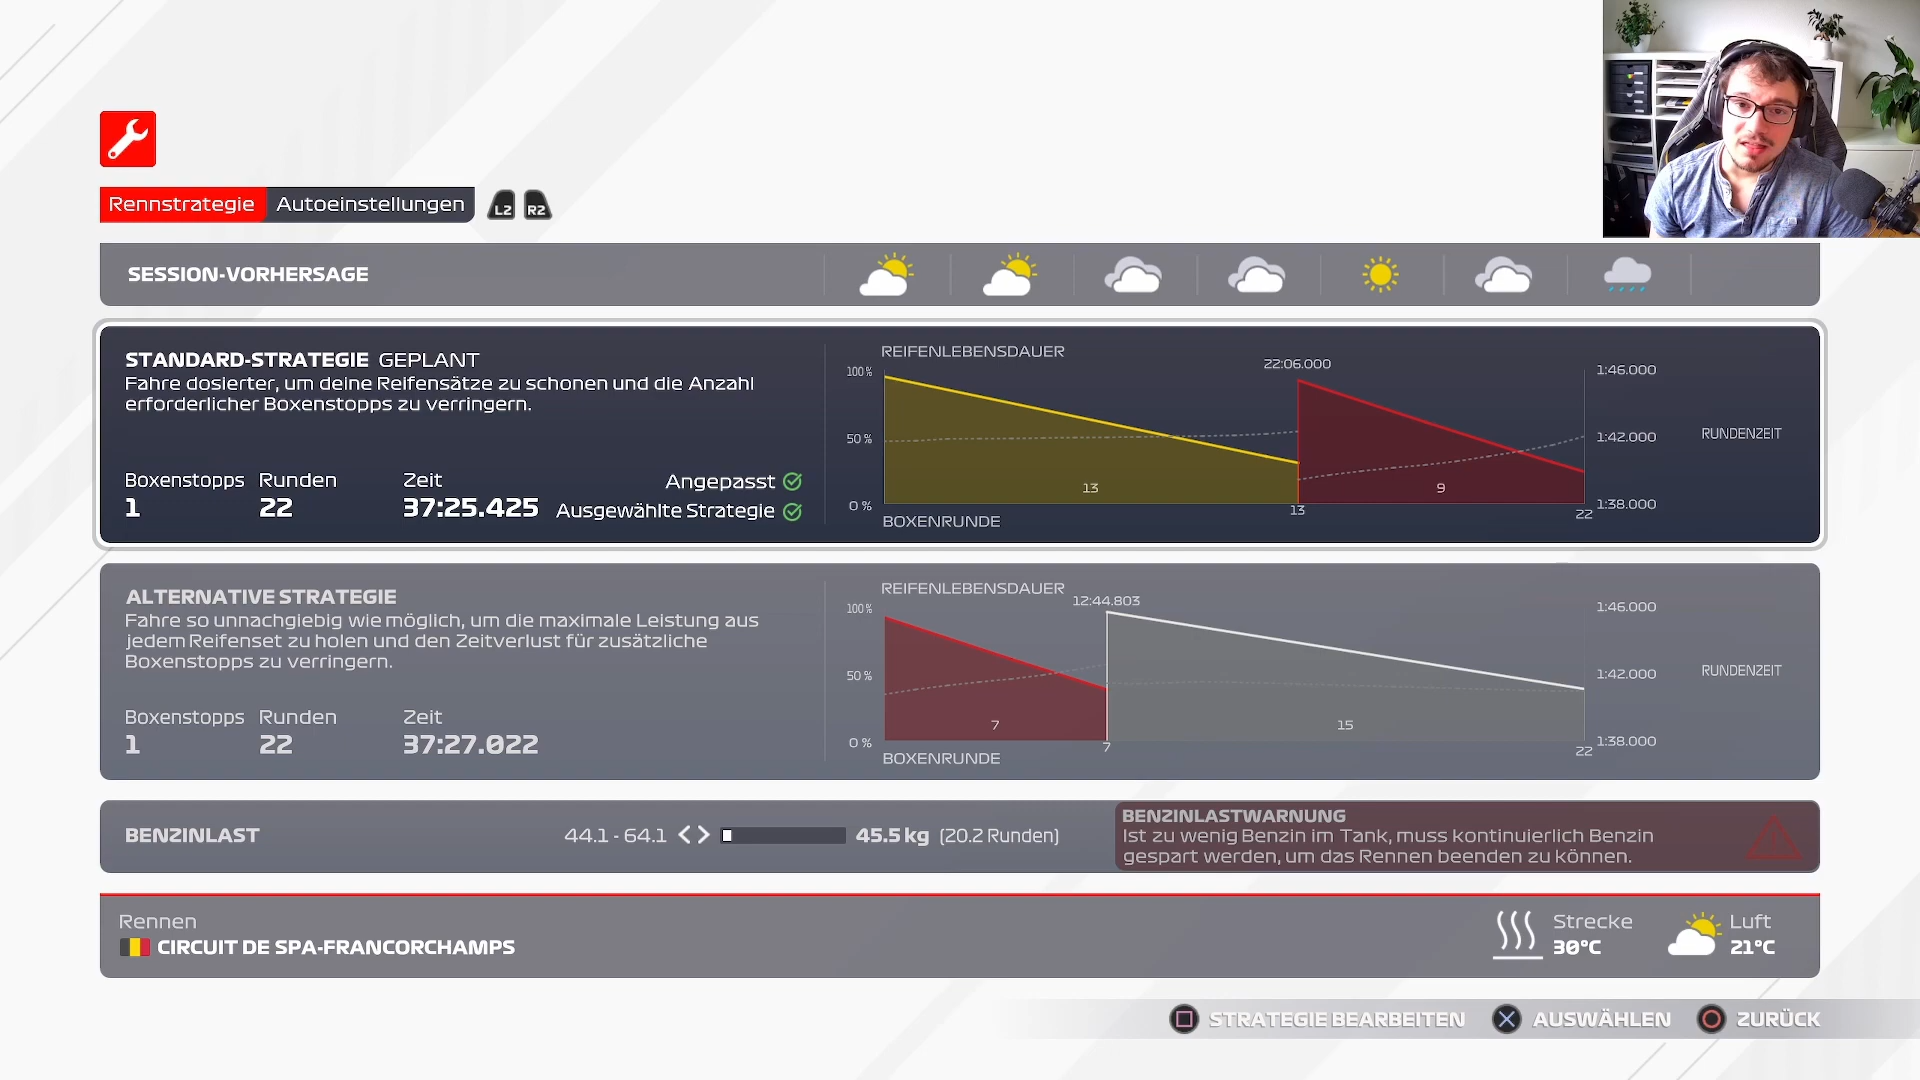 Rennstrategie Autoeinstellungen L2 R2
SESSION-VORHERSAGE
STANDARD-STRATEGIE GEPLANT
Fahre dosierter, um deine Reifensätze zu schonen und die Anzahl
erforderlicher Boxenstopps zu verringern.
Boxenstopps Runden Zeit Angepasst
1 22 37:25.425 Ausgewählte Strategie
REIFENLEBENSDAUER
22:06.000
100 % 1:46.000
50 % 1:42.000 RUNDENZEIT
13 9
0 % 13 22 1:38.000
BOXENRUNDE
ALTERNATIVE STRATEGIE
Fahre so unnachgiebig wie möglich, um die maximale Leistung aus
jedem Reifenset zu holen und den Zeitverlust für zusätzliche
Boxenstopps zu verringern.
Boxenstopps Runden Zeit
1 22 37:27.022
REIFENLEBENSDAUER
12:44.803
100 % 1:46.000
50 % 1:42.000 RUNDENZEIT
7 15
0 % 7 22 1:38.000
BOXENRUNDE
BENZINLAST 44.1 - 64.1 45.5 kg (20.2 Runden)
BENZINLASTWARNUNG
Ist zu wenig Benzin im Tank, muss kontinuierlich Benzin
gespart werden, um das Rennen beenden zu können.
Rennen
CIRCUIT DE SPA-FRANCORCHAMPS
Strecke
30°C
Luft
21°C
STRATEGIE BEARBEITEN AUSWÄHLEN ZURÜCK